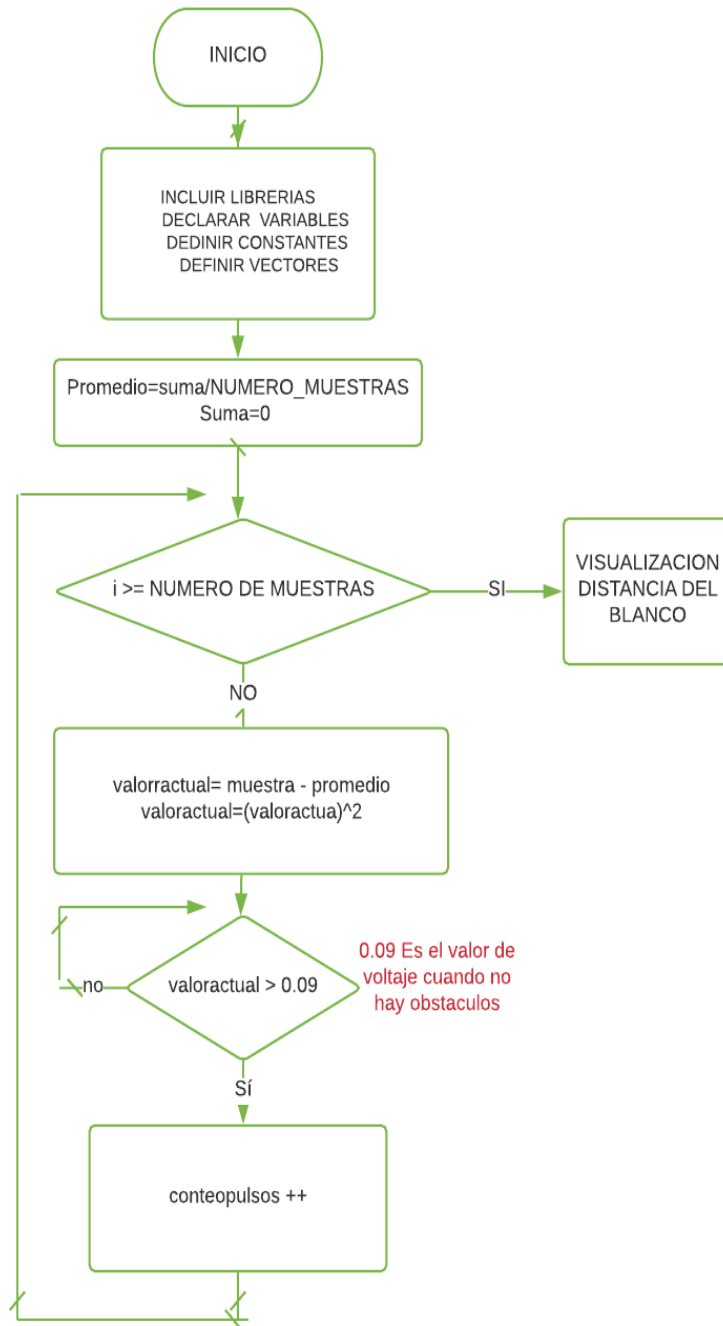 INICIO
INCLUIR LIBRERIAS
DECLARAR VARIABLES
DEDINIR CONSTANTES
DEFINIR VECTORES
Promedio=suma/NUMERO_MUESTRAS
Suma=0
i >= NUMERO DE MUESTRAS
SI
VISUALIZACION
DISTANCIA DEL
BLANCO
NO
valorractual= muestra - promedio
valoractual=(valoractua)^2
valoractual > 0.09
no
0.09 Es el valor de
voltaje cuando no
hay obstaculos
Sí
conteopulsos ++